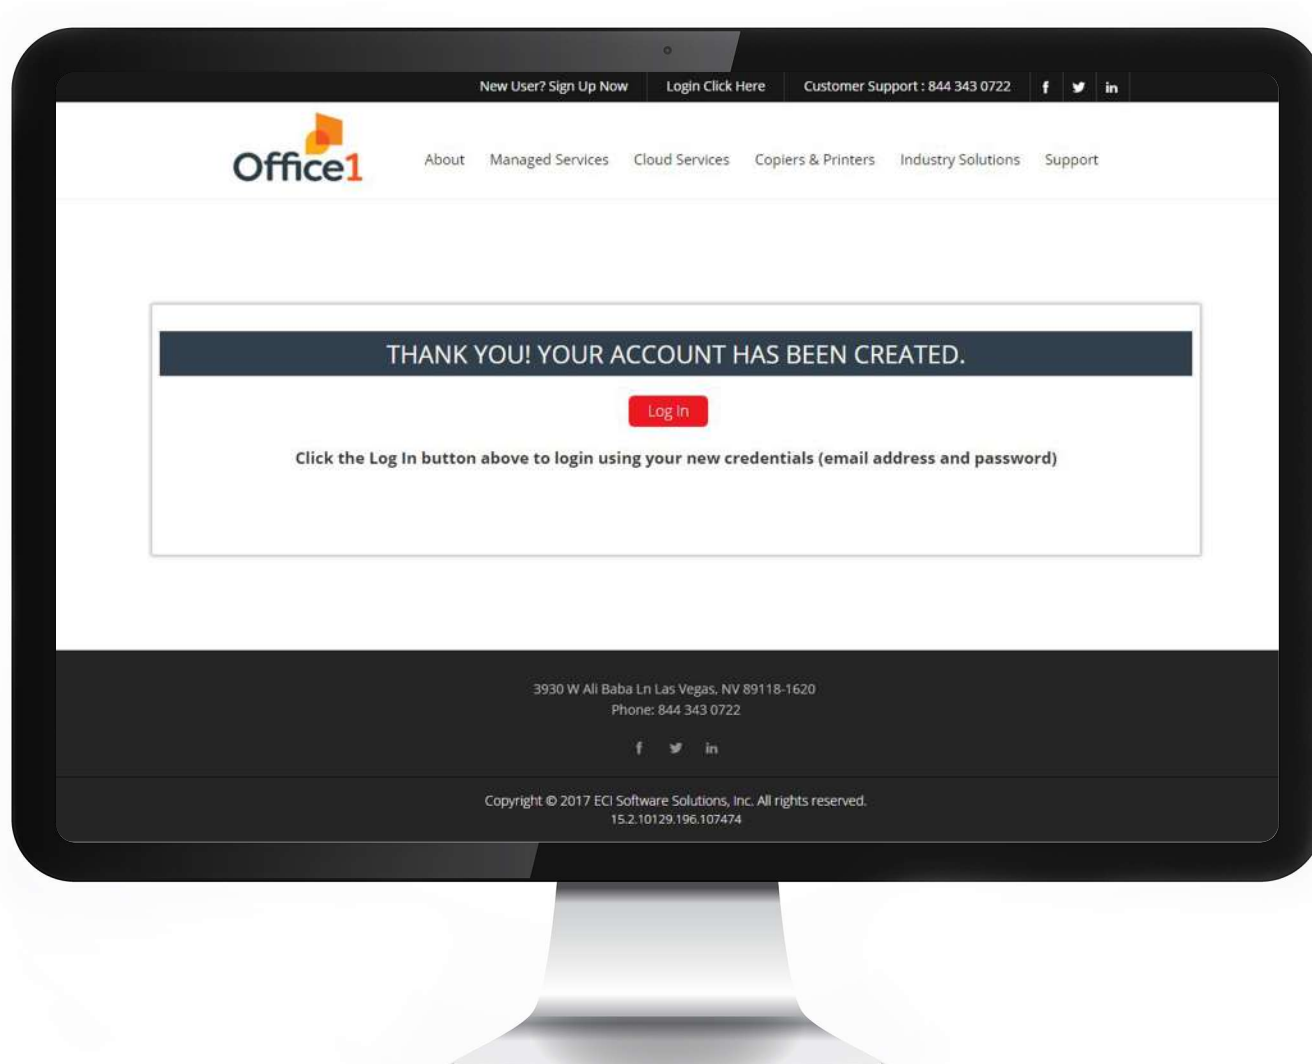 New User? Sign Up Now Login Click Here Customer Support : 844 343 0722 f in
Office1
About Managed Services Cloud Services Copiers & Printers Industry Solutions Support
THANK YOU! YOUR ACCOUNT HAS BEEN CREATED.
Log In
Click the Log In button above to login using your new credentials (email address and password)
3930 W Ali Baba Ln Las Vegas, NV 89118-1620
Phone: 844 343 0722
f in
Copyright © 2017 ECI Software Solutions, Inc. All rights reserved.
15.2.10129.196.107474